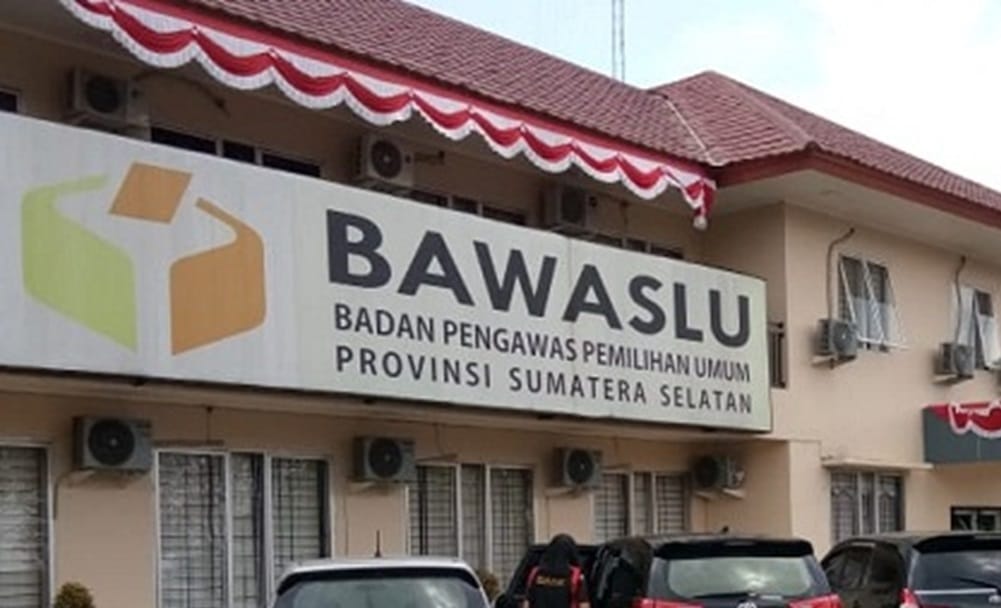 BAWASLU
BADAN PENGAWAS PEMILIHAN UMUM
PROVINSI SUMATERA SELATAN